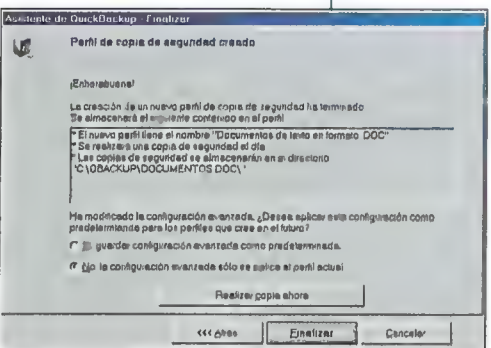 Asistente de QuickBackup - Finalizar
Perfil de copia de seguridad creado
¡Enhorabuena!
La creación de un nuevo perfil de copia de seguridad ha terminado
Se almacenará el siguiente contenido en el perfil
* El nuevo perfil tiene el nombre "Documentos de texto en formato DOC"
* Se realizará una copia de seguridad al día
* Las copias de seguridad se almacenarán en el directorio
"C:\QBACKUP\DOCUMENTOS DOC\"
Ha modificado la configuración avanzada. ¿Desea aplicar esta configuración como
predeterminada para los perfiles que cree en el futuro?
Sí, guardar configuración avanzada como predeterminada.
No la configuración avanzada sólo se aplica al perfil actual
Realizar copia ahora
<<< Atrás
Finalizar
Cancelar